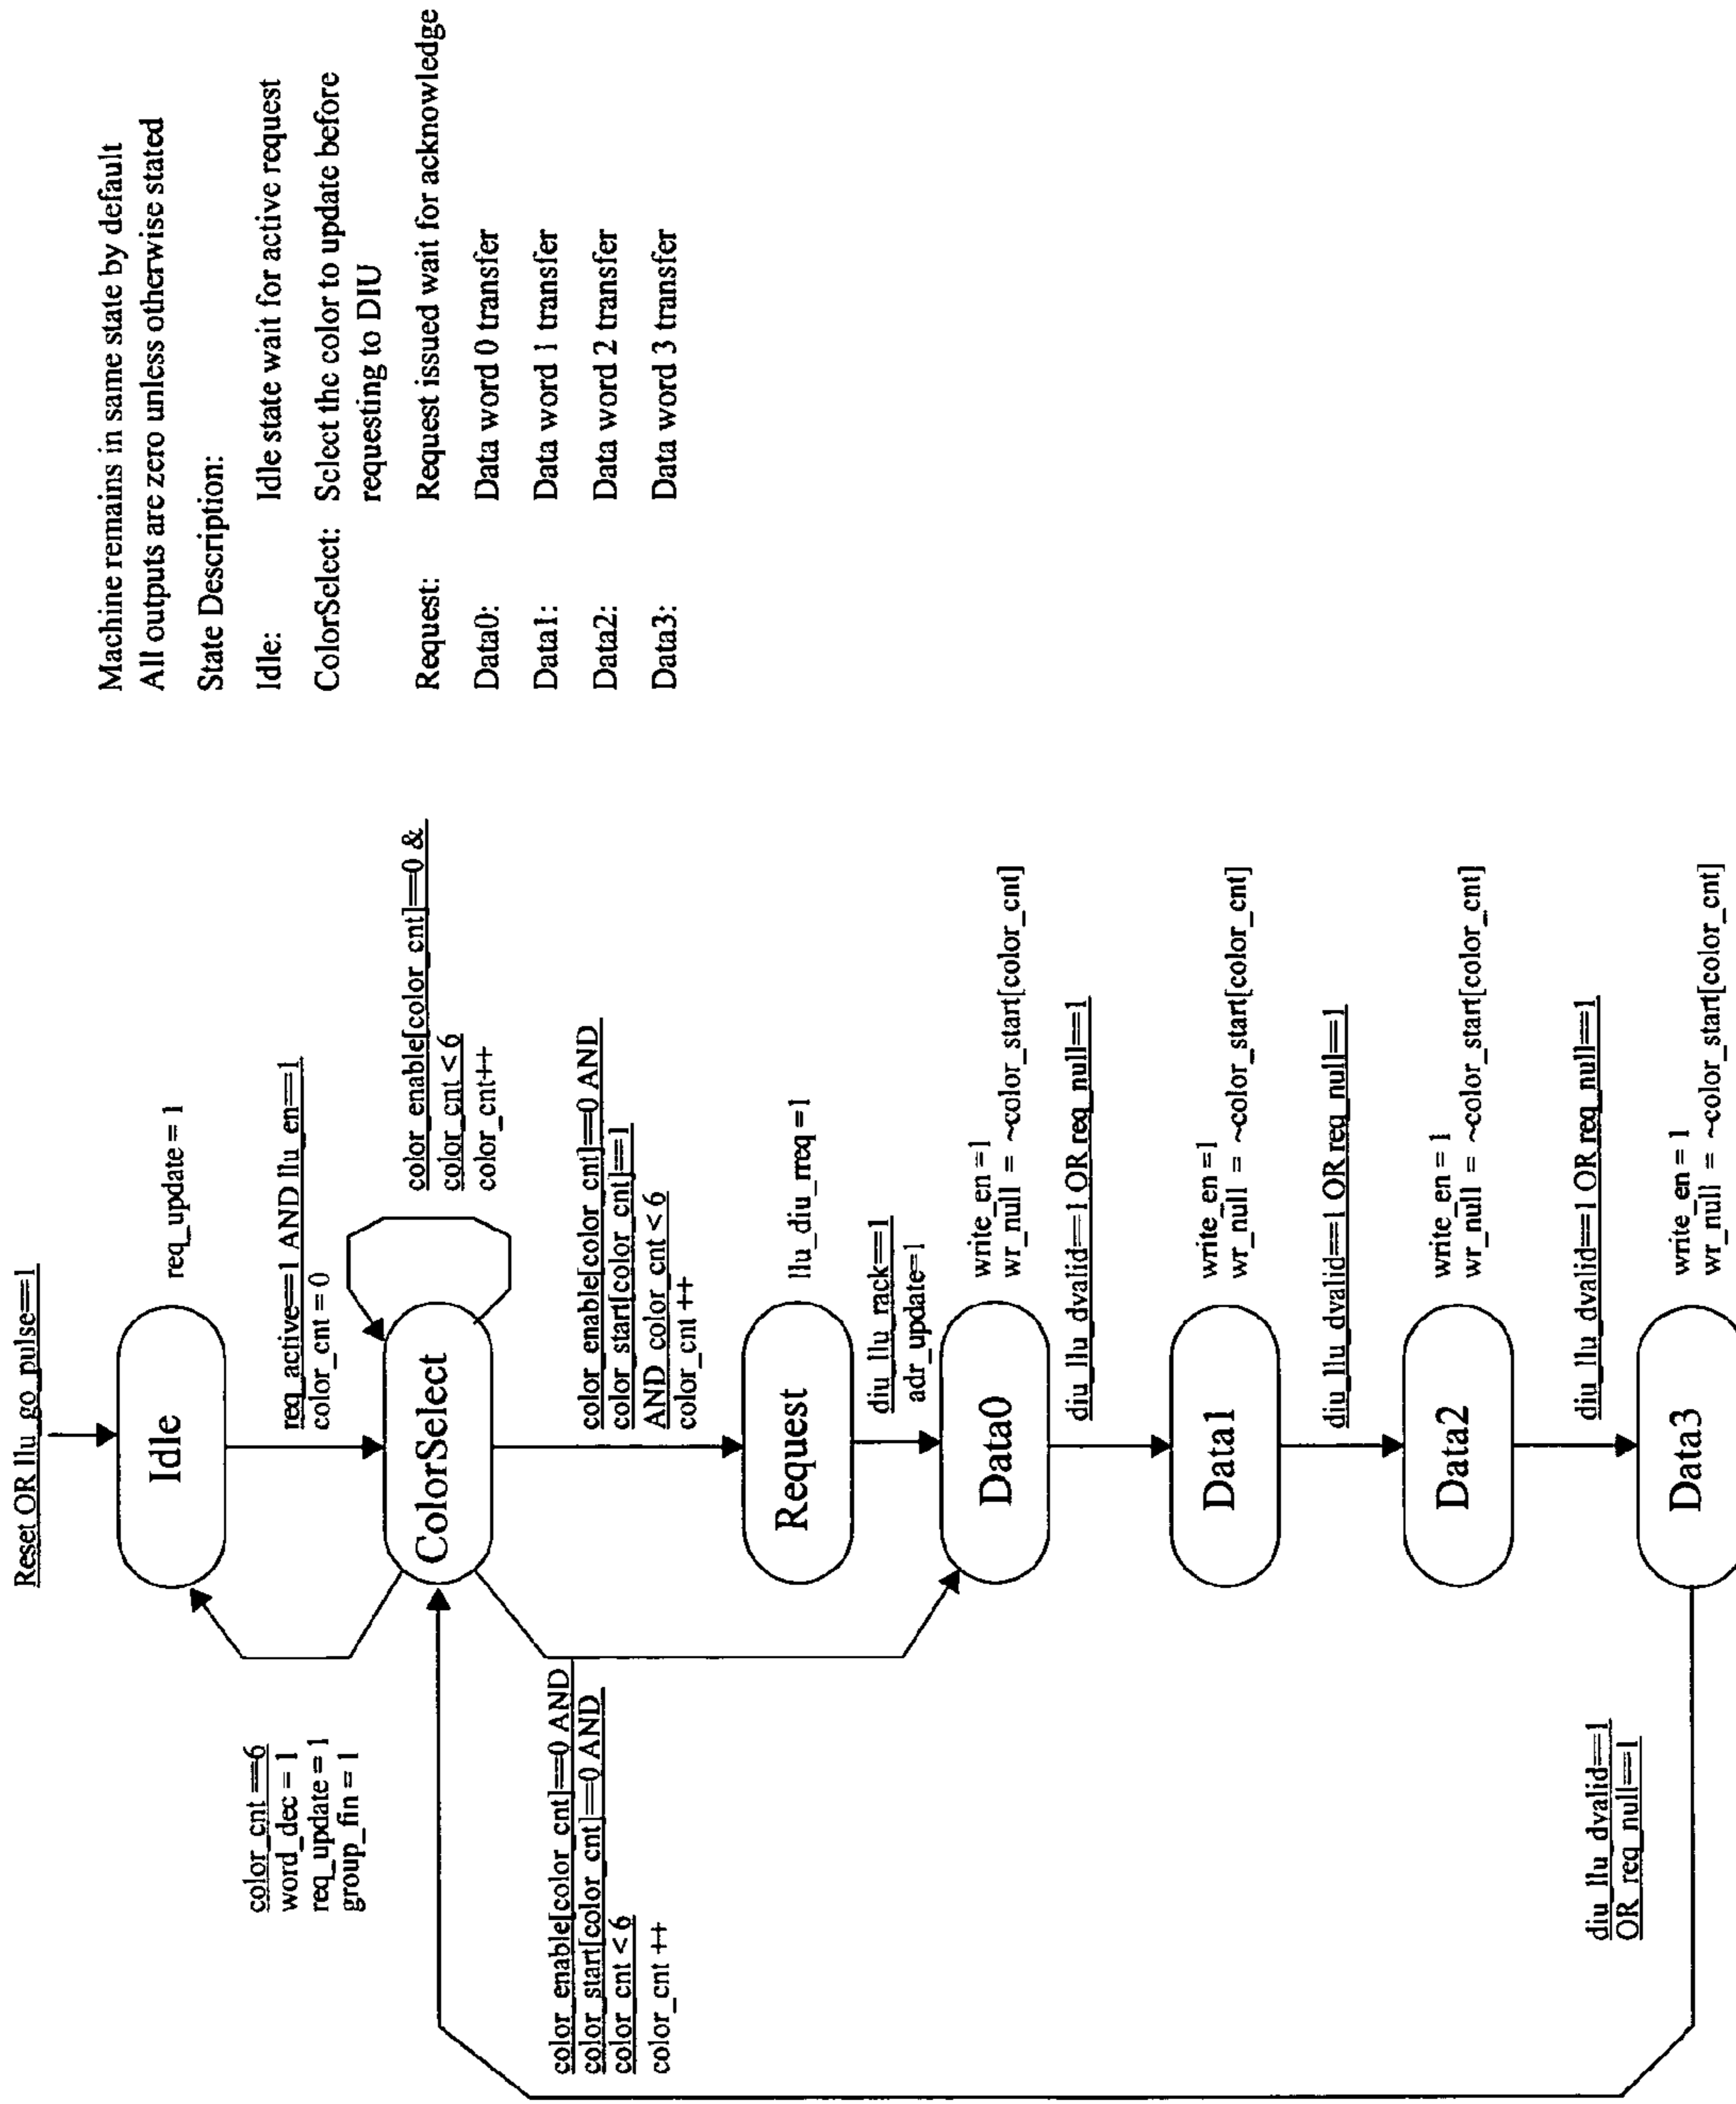 Reset OR llu_go_pulse==1
Idle
req_update = 1
req_active==1 AND llu_en==1
color_cnt = 0
color_cnt ==6
word_dec = 1
req_update = 1
group_fin = 1
ColorSelect
color_enable[color_cnt]==0 &
color_cnt < 6
color_cnt++
color_enable[color_cnt]==0 AND
color_start[color_cnt]==1
AND color_cnt < 6
color_cnt ++
color_enable[color_cnt]==0 AND
color_start[color_cnt]==0 AND
color_cnt < 6
color_cnt ++
Request
llu_diu_rreq =1
diu_llu_rack==1
adr_update=1
Data0
write_en =1
wr_null = ~color_start[color_cnt]
diu_llu_dvalid==1 OR req_null==1
Data1
write_en =1
wr_null = ~color_start[color_cnt]
diu_llu_dvalid==1 OR req_null==1
Data2
write_en = 1
wr_null = ~color_start[color_cnt]
diu_llu_dvalid==1 OR req_null==1
Data3
write_en = 1
wr_null = ~color_start[color_cnt]
diu_llu_dvalid==1
OR req_null==1
Machine remains in same state by default
All outputs are zero unless otherwise stated
State Description:
Idle: Idle state wait for active request
ColorSelect: Select the color to update before
requesting to DIU
Request: Request issued wait for acknowledge
Data0: Data word 0 transfer
Data1: Data word 1 transfer
Data2: Data word 2 transfer
Data3: Data word 3 transfer